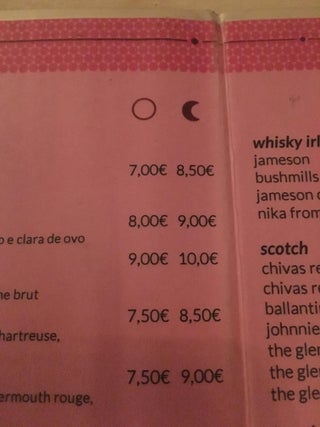 7,00€ 8,50€
8,00€ 9,00€
e clara de ovo
9,00€ 10,0€
brut
7,50€ 8,50€
hartreuse,
7,50€ 9,00€
ermouth rouge,
whisky irl
jameson
bushmills
jameson
nika from
scotch
chivas re
chivas re
ballanti
johnnie
the gle
the gle
the gle